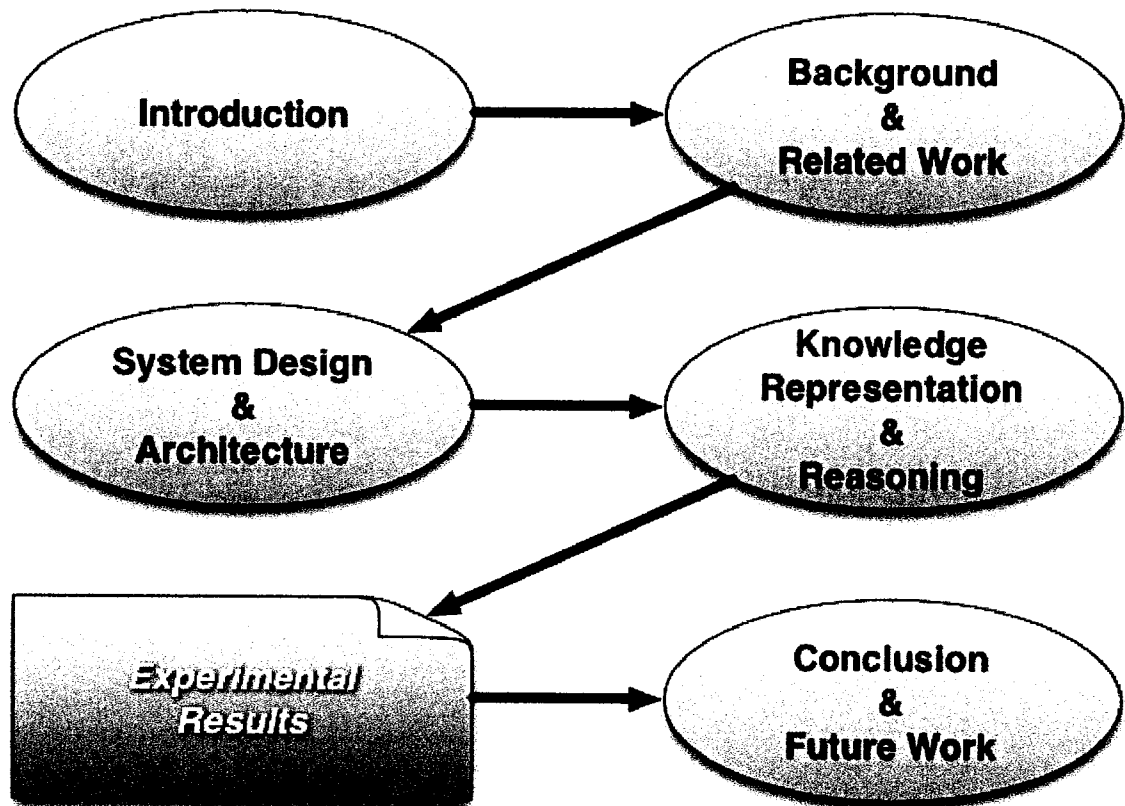 Introduction
Background
&
Related Work
System Design
&
Architecture
Knowledge
Representation
&
Reasoning
Experimental
Results
Conclusion
&
Future Work